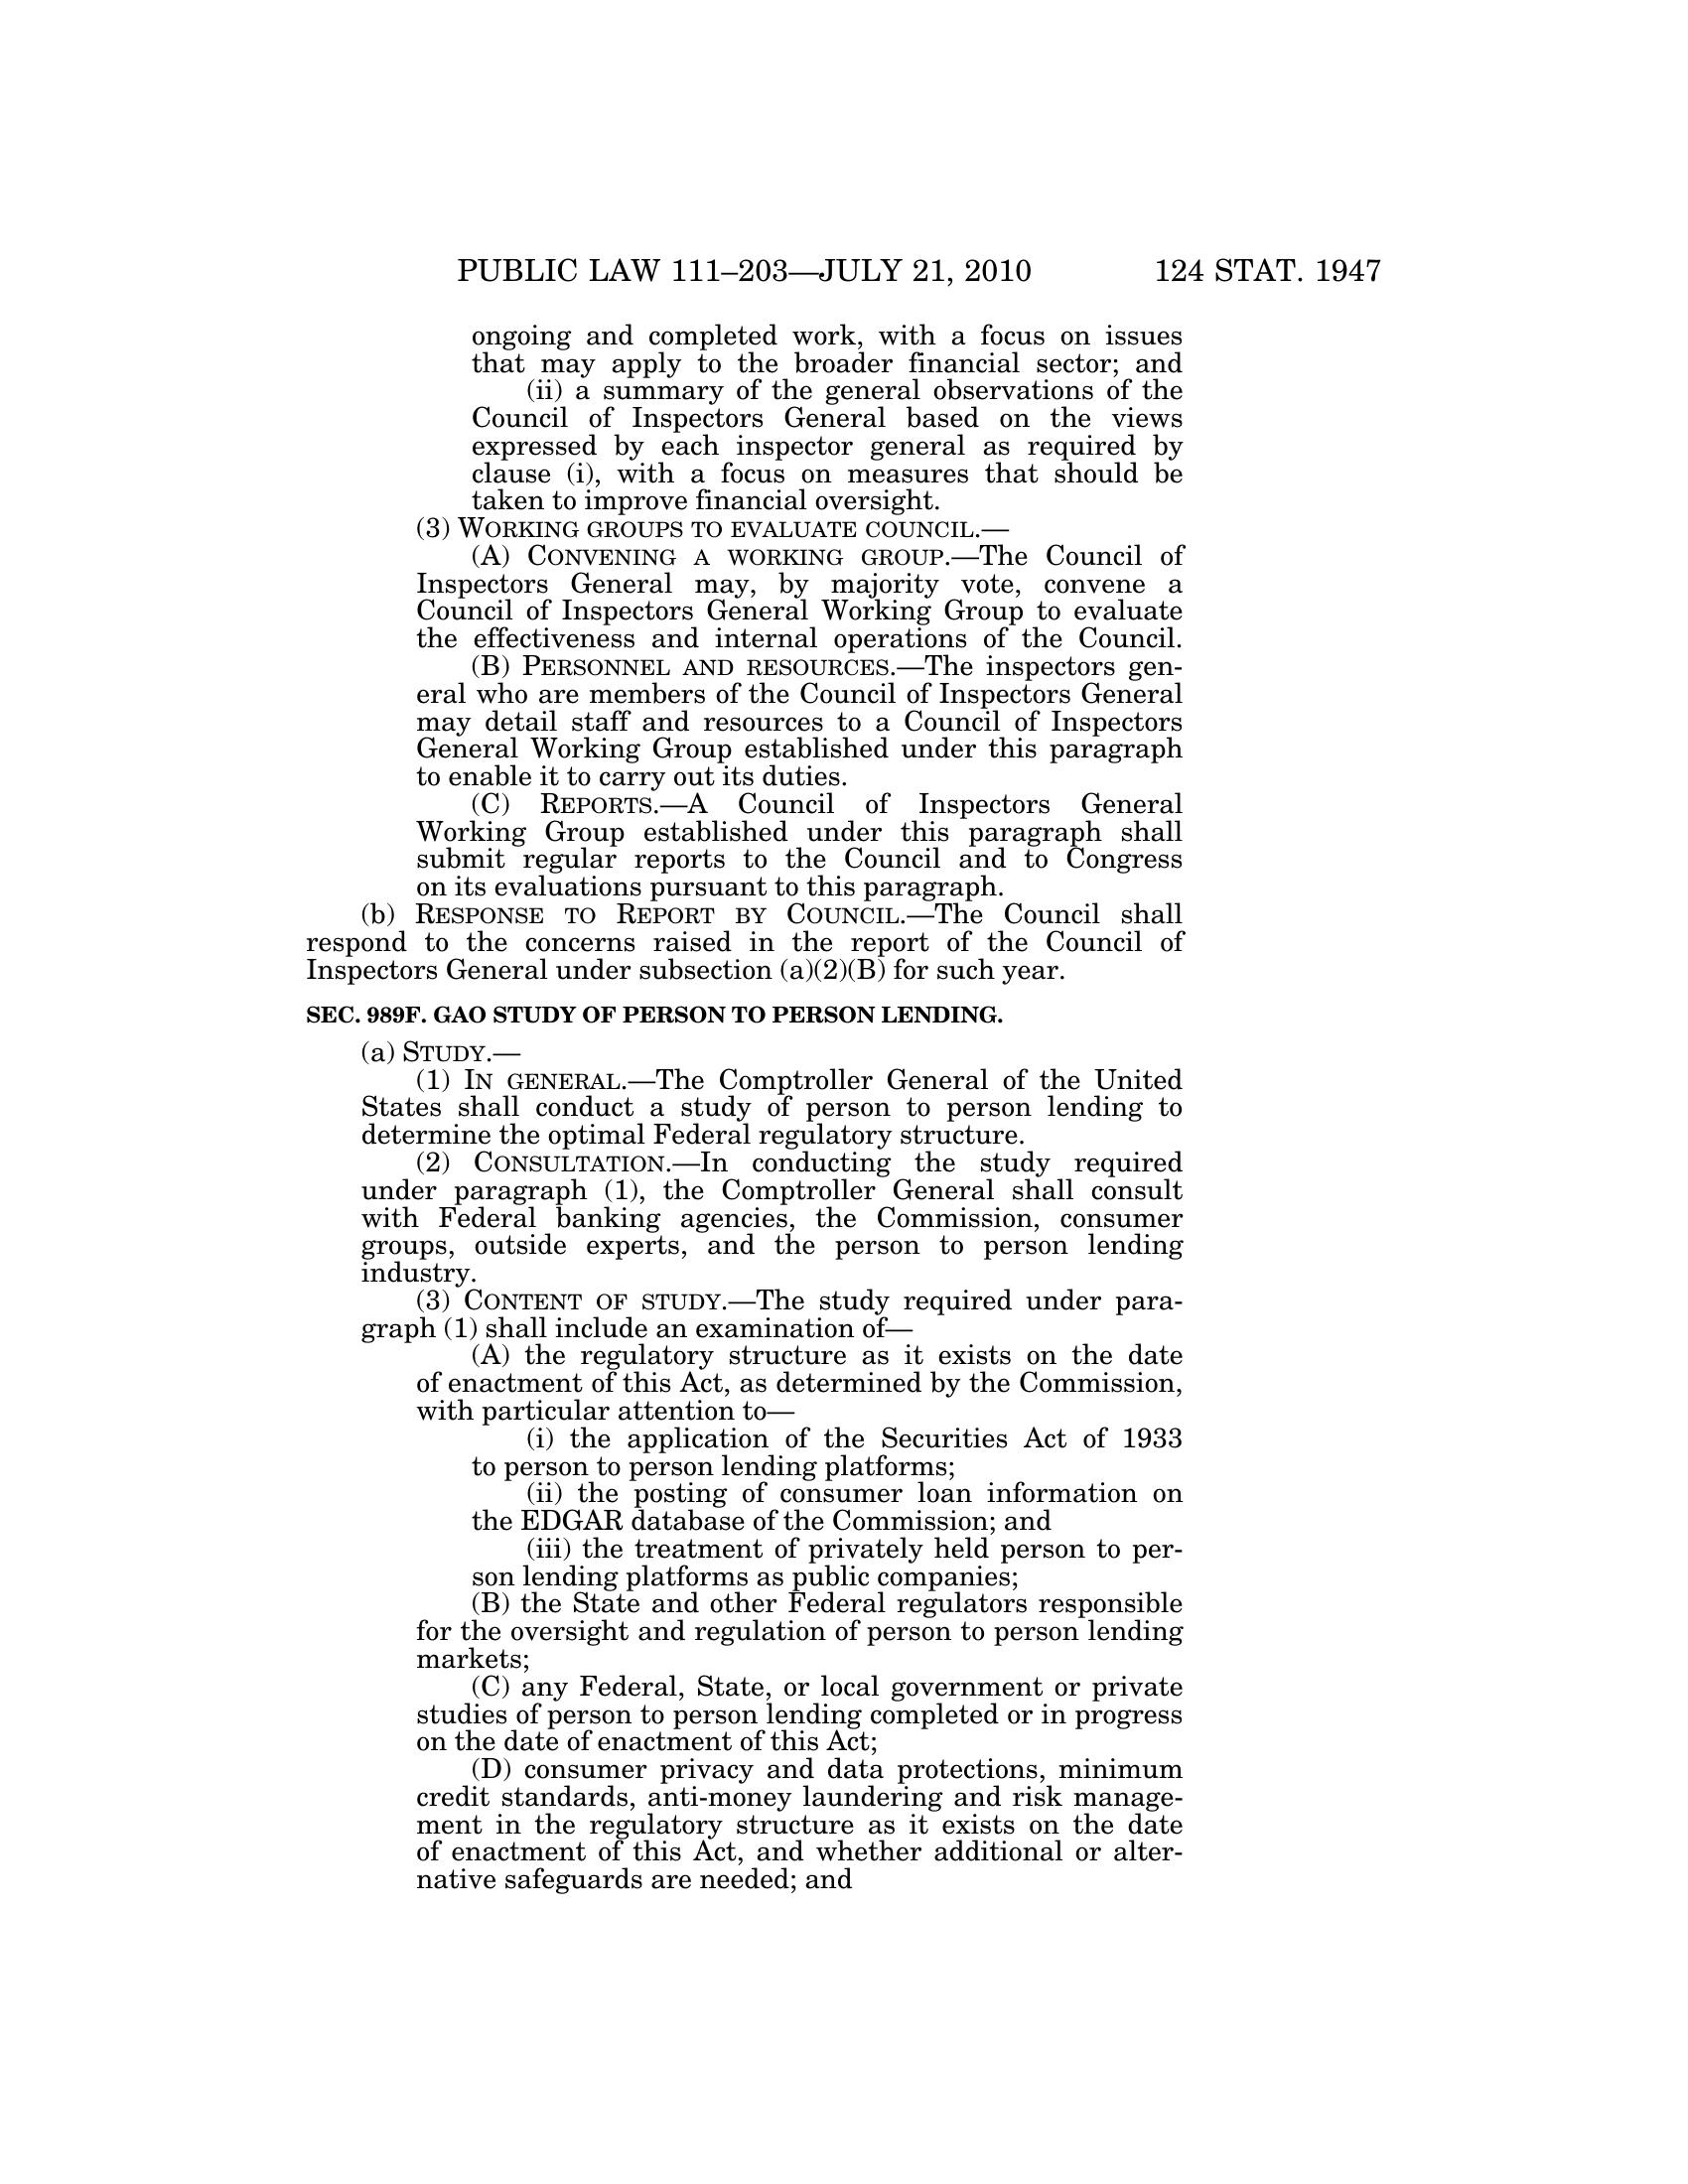 PUBLIC LAW 111–203—JULY 21, 2010 124 STAT. 1947
ongoing and completed work, with a focus on issues
that may apply to the broader financial sector; and
(ii) a summary of the general observations of the
Council of Inspectors General based on the views
expressed by each inspector general as required by
clause (i), with a focus on measures that should be
taken to improve financial oversight.
(3) WORKING GROUPS TO EVALUATE COUNCIL.—
(A) CONVENING A WORKING GROUP.—The Council of
Inspectors General may, by majority vote, convene a
Council of Inspectors General Working Group to evaluate
the effectiveness and internal operations of the Council.
(B) PERSONNEL AND RESOURCES.—The inspectors gen-
eral who are members of the Council of Inspectors General
may detail staff and resources to a Council of Inspectors
General Working Group established under this paragraph
to enable it to carry out its duties.
(C) REPORTS.—A Council of Inspectors General
Working Group established under this paragraph shall
submit regular reports to the Council and to Congress
on its evaluations pursuant to this paragraph.
(b) RESPONSE TO REPORT BY COUNCIL.—The Council shall
respond to the concerns raised in the report of the Council of
Inspectors General under subsection (a)(2)(B) for such year.
SEC. 989F. GAO STUDY OF PERSON TO PERSON LENDING.
(a) STUDY.—
(1) IN GENERAL.—The Comptroller General of the United
States shall conduct a study of person to person lending to
determine the optimal Federal regulatory structure.
(2) CONSULTATION.—In conducting the study required
under paragraph (1), the Comptroller General shall consult
with Federal banking agencies, the Commission, consumer
groups, outside experts, and the person to person lending
industry.
(3) CONTENT OF STUDY.—The study required under para-
graph (1) shall include an examination of—
(A) the regulatory structure as it exists on the date
of enactment of this Act, as determined by the Commission,
with particular attention to—
(i) the application of the Securities Act of 1933
to person to person lending platforms;
(ii) the posting of consumer loan information on
the EDGAR database of the Commission; and
(iii) the treatment of privately held person to per-
son lending platforms as public companies;
(B) the State and other Federal regulators responsible
for the oversight and regulation of person to person lending
markets;
(C) any Federal, State, or local government or private
studies of person to person lending completed or in progress
on the date of enactment of this Act;
(D) consumer privacy and data protections, minimum
credit standards, anti-money laundering and risk manage-
ment in the regulatory structure as it exists on the date
of enactment of this Act, and whether additional or alter-
native safeguards are needed; and